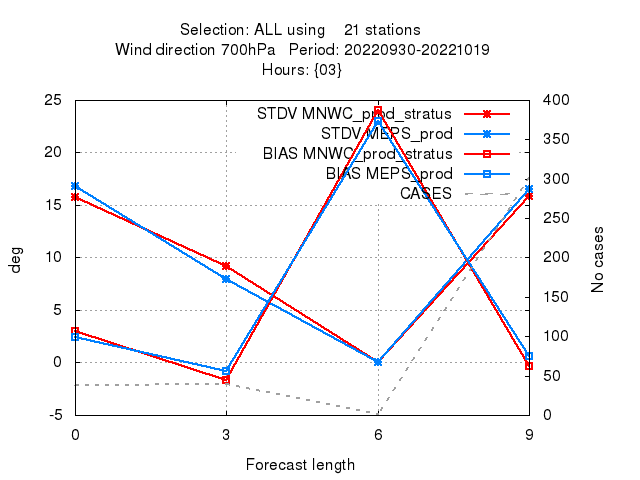 Selection: ALL using 21 stations
Wind direction 700hPa Period: 20220930-20221019
Hours: {03}
25 400
STDV MNWC_prod_stratus
350
STDV MEPS_prod
20
BIAS MNWC_prod_stratus
300
BIAS MEPS_prod
CASES
15
250
10 200
150
5
100
0
50
-5 0
0 3 6 9
deg
No cases
Forecast length